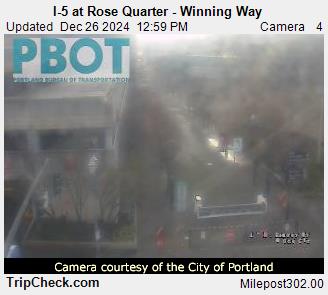 I-5 at Rose Quarter - Winning Way
Updated Dec 26 2024 12:59 PM Camera 4
PBOT
PORTLAND BUREAU OF TRANSPORTATION
Camera courtesy of the City of Portland
TripCheck.com Milepost302.00